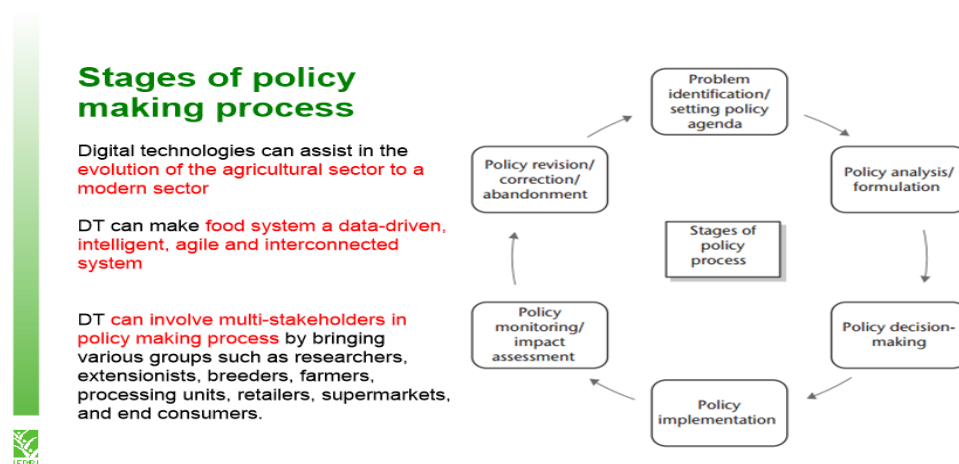 Stages of policy
making process
Digital technologies can assist in the
evolution of the agricultural sector to a
modern sector
DT can make food system a data-driven,
intelligent, agile and interconnected
system
DT can involve multi-stakeholders in
policy making process by bringing
various groups such as researchers,
extensionists, breeders, farmers,
processing units, retailers, supermarkets,
and end consumers.
Problem
identification/
setting policy
agenda
Policy analysis/
formulation
Policy decision-
making
Policy
implementation
Policy
monitoring/
impact
assessment
Policy revision/
correction/
abandonment
Stages of
policy
process